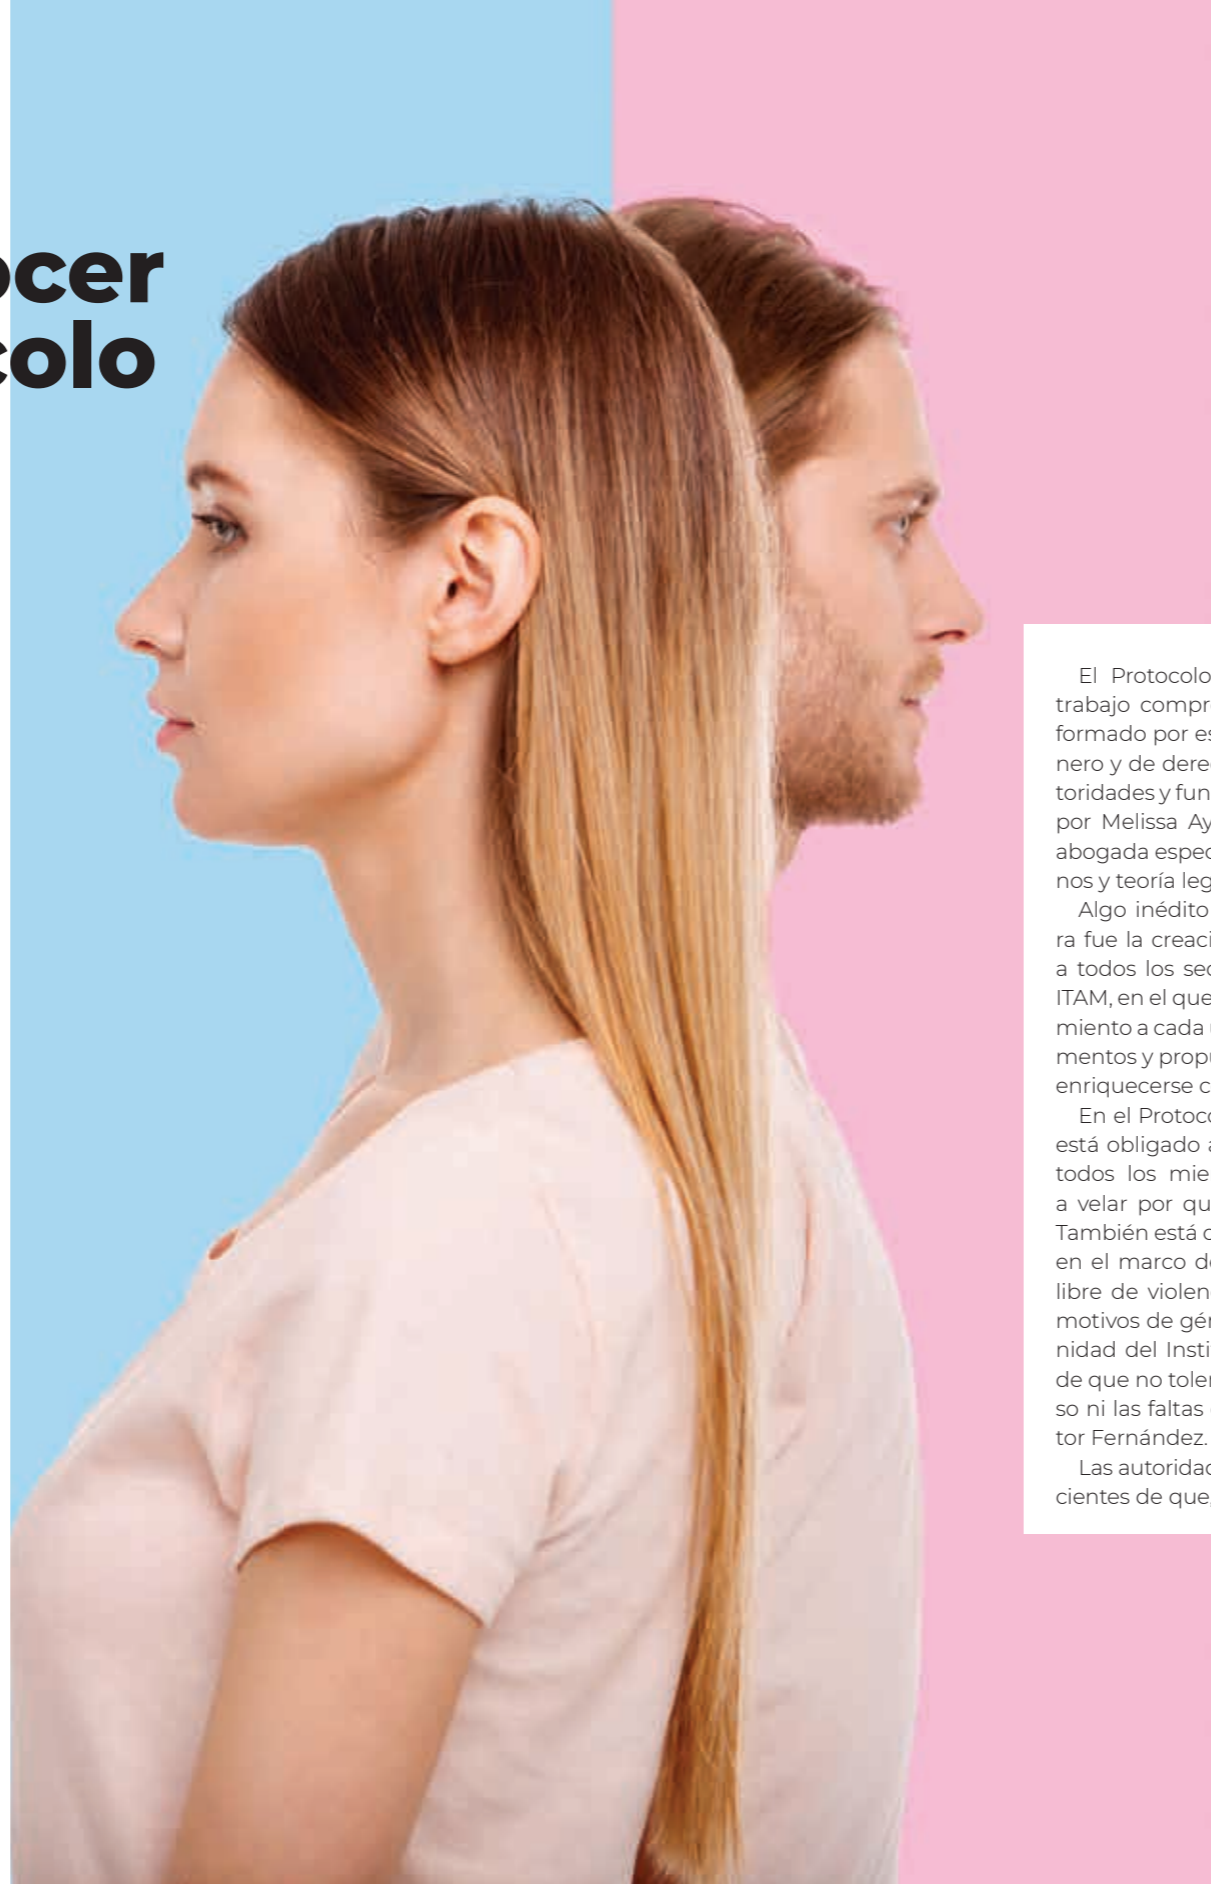 ocer
colo
El Protocolo
trabajo compr
formado por es
nero y de dere
toridades y fun
por Melissa Ay
abogada espec
nos y teoría leg
Algo inédito
ra fue la creaci
a todos los sec
ITAM, en el que
miento a cada
mentos y propu
enriquecerse c
En el Protoco
está obligado a
todos los mie
a velar por qu
También está o
en el marco de
libre de violen
motivos de gén
nidad del Insti
de que no toler
so ni las faltas
tor Fernández.
Las autoridad
cientes de que,